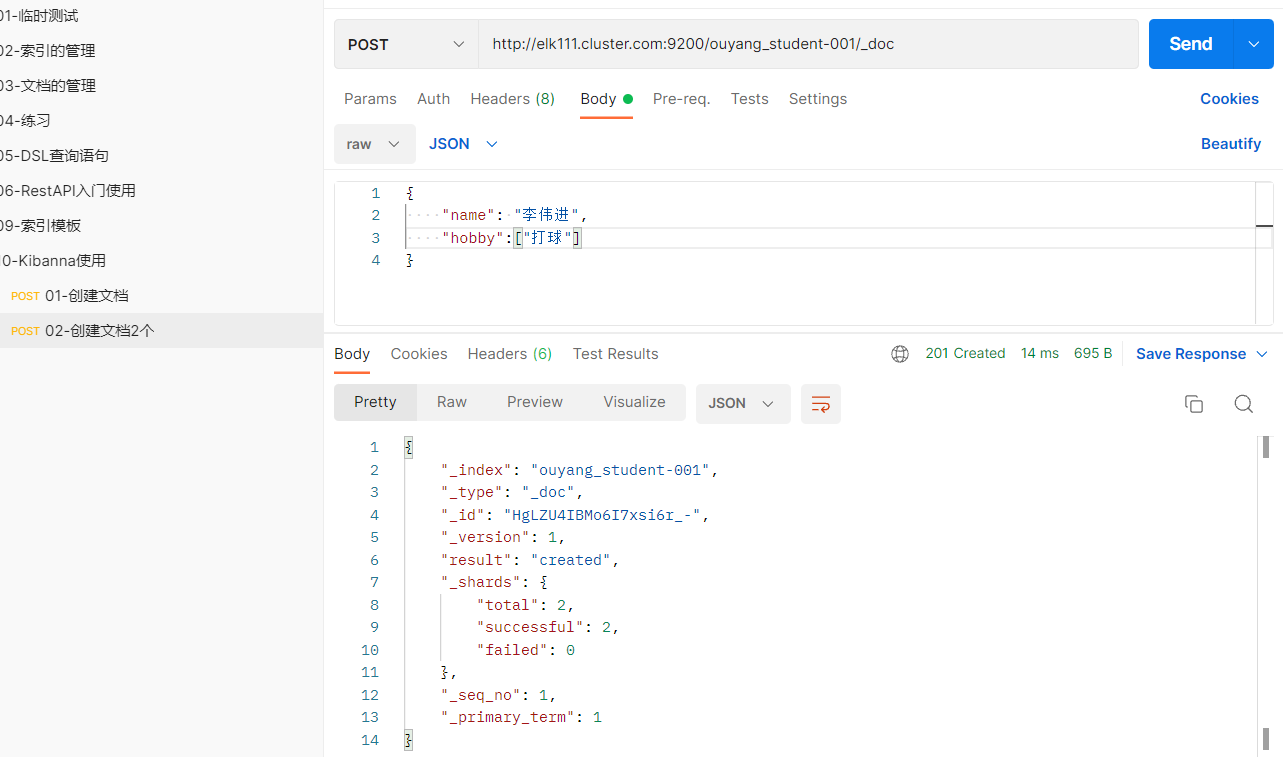 01-临时测试
02-索引的管理
03-文档的管理
04-练习
05-DSL查询语句
06-RestAPI入门使用
09-索引模板
10-Kibanna使用
POST 01-创建文档
POST 02-创建文档2个
POST http://elk111.cluster.com:9200/ouyang_student-001/_doc Send
Params Auth Headers (8) Body Pre-req. Tests Settings Cookies
raw JSON Beautify
1 {
2 "name": "李伟进",
3 "hobby":["打球"]
4 }
Body Cookies Headers (6) Test Results 201 Created 14 ms 695 B Save Response
Pretty Raw Preview Visualize JSON
1 {
2 "_index": "ouyang_student-001",
3 "_type": "_doc",
4 "_id": "HgLZU4IBMo6I7xsi6r_-",
5 "_version": 1,
6 "result": "created",
7 "_shards": {
8 "total": 2,
9 "successful": 2,
10 "failed": 0
11 },
12 "_seq_no": 1,
13 "_primary_term": 1
14 }